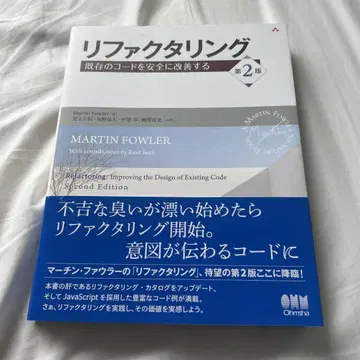 リファクタリング
既存のコードを安全に改善する
第2版
Martin Fowler 著
MARTIN FOWLER
With contributions by Kent Beck
Refactoring: Improving the Design of Existing Code
Second Edition
A MARTIN FOWLER
不吉な臭いが漂い始めたら
リファクタリング開始。
意図が伝わるコードに
マーチン・ファウラーの「リファクタリング」、待望の第2版ここに降臨!
本書の肝であるリファクタリング・カタログをアップデート、
そしてJavaScriptを採用した豊富なコード例が満載。
さぁ、リファクタリングを実践し、その価値を実感しよう。
Ohmsha